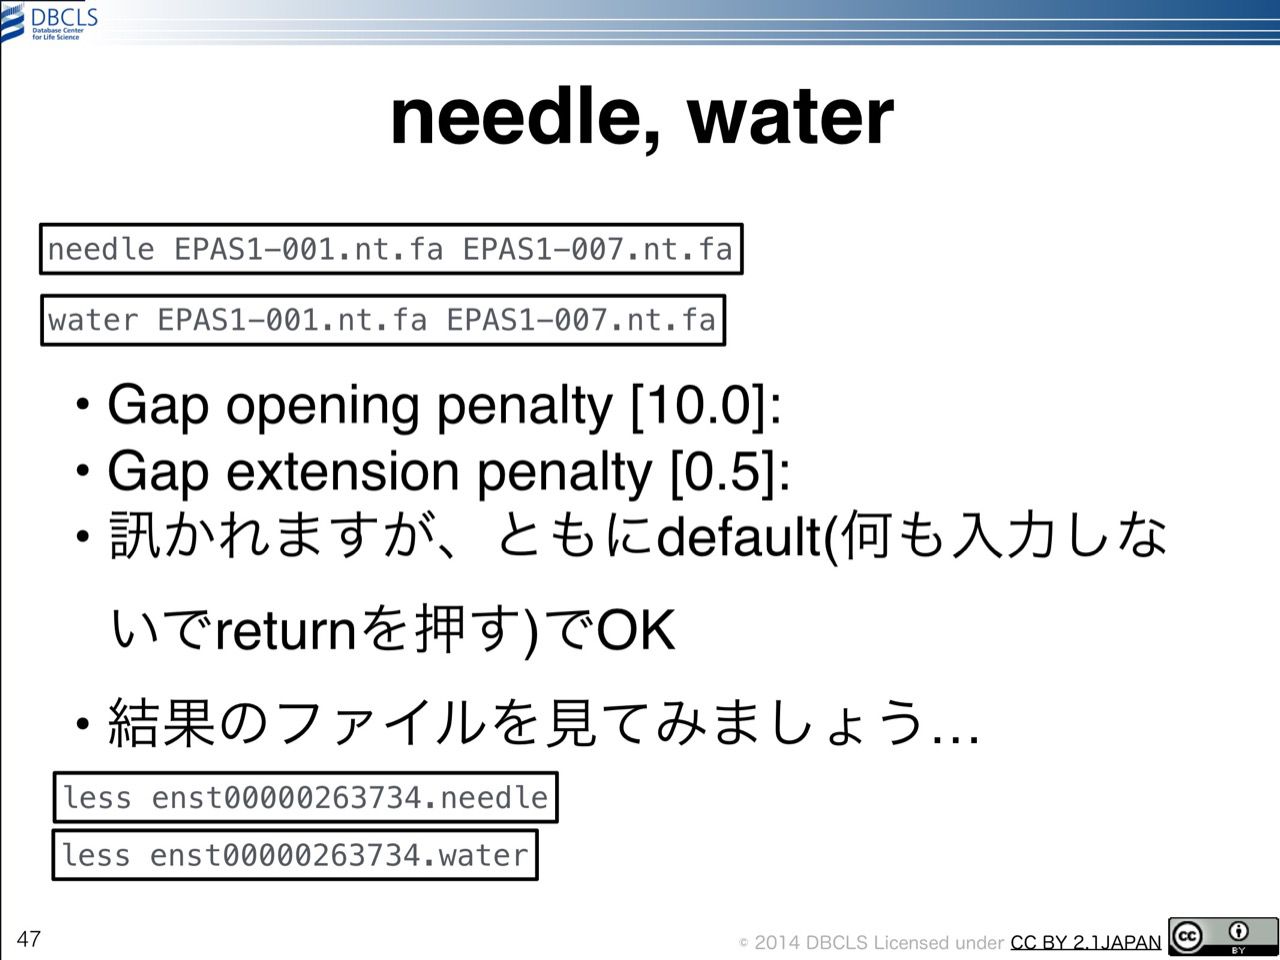 DBCLS
Database Center
for Life Science
needle, water
needle EPAS1-001.nt.fa EPAS1-007.nt.fa
water EPAS1-001.nt.fa EPAS1-007.nt.fa
• Gap opening penalty [10.0]:
• Gap extension penalty [0.5]:
• 訊かれますが、ともにdefault(何も入力しな
いでreturnを押す)でOK
• 結果のファイルを見てみましょう…
less enst00000263734.needle
less enst00000263734.water
47
© 2014 DBCLS Licensed under CC BY 2.1JAPAN
cc
BY